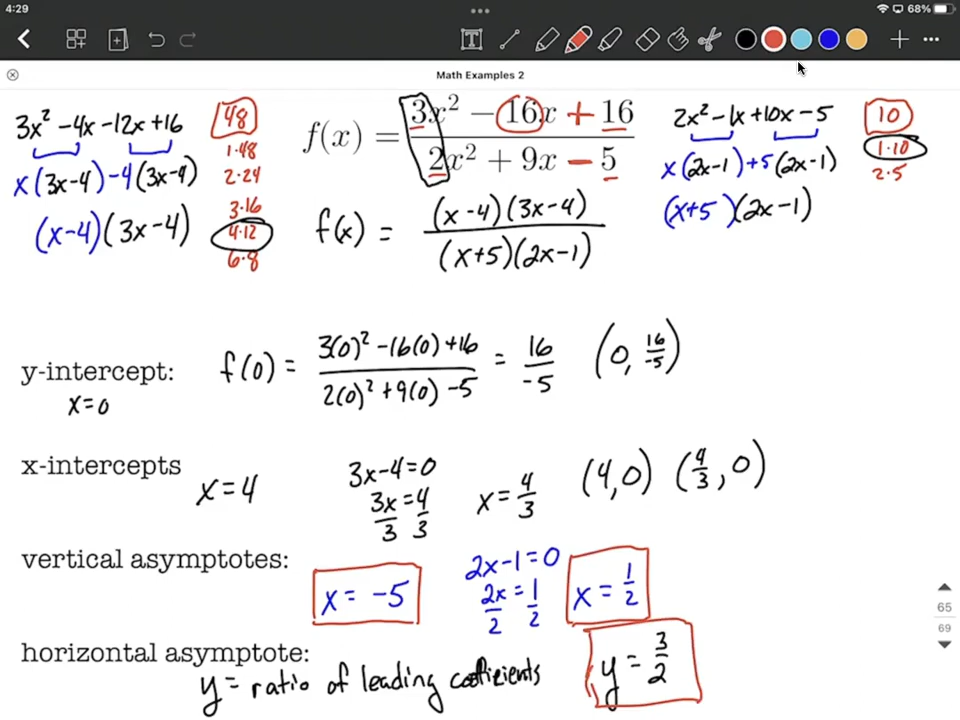 4:29
68%
T
Math Examples 2
3x² -4x -12x +16
48
f(x) = (3x² − 16x + 16)/(2x² + 9x − 5)
2x² -1x +10x -5
10
1·48
1·10
x(3x-4) -4(3x-4)
2·24
x(2x-1) +5(2x-1)
2·5
3·16
(x-4)(3x-4)
4·12
f(x) = ((x-4)(3x-4))/((x+5)(2x-1))
(x+5)(2x-1)
6·8
y-intercept:
x=0
f(0) = (3(0)² -16(0) +16)/(2(0)² +9(0) -5) = 16/-5 (0, 16/-5)
x-intercepts
x=4
3x-4=0
3x/3 = 4/3
x = 4/3
(4,0) (4/3, 0)
vertical asymptotes:
x = -5
2x-1=0
2x/2 = 1/2
x = 1/2
65
69
horizontal asymptote:
y = ratio of leading coefficients
y = 3/2